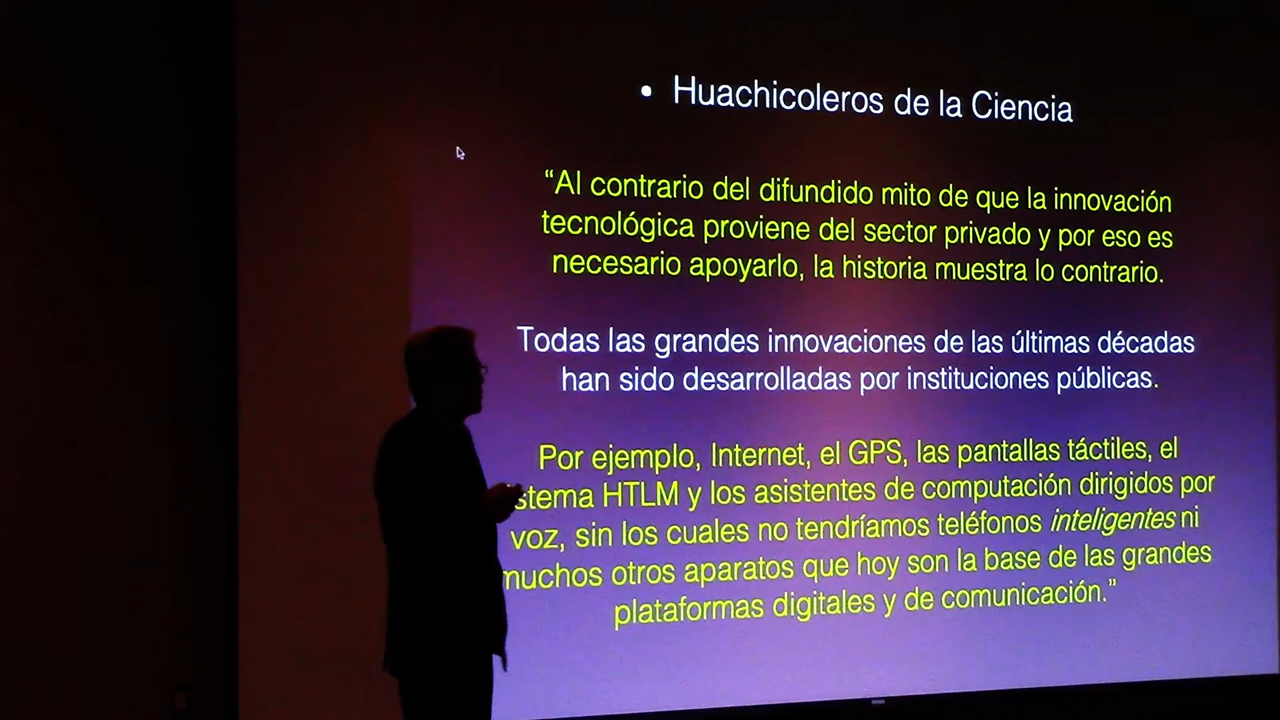 • Huachicoleros de la Ciencia
“Al contrario del difundido mito de que la innovación
tecnológica proviene del sector privado y por eso es
necesario apoyarlo, la historia muestra lo contrario.
Todas las grandes innovaciones de las últimas décadas
han sido desarrolladas por instituciones públicas.
Por ejemplo, Internet, el GPS, las pantallas táctiles, el
stema HTLM y los asistentes de computación dirigidos por
voz, sin los cuales no tendríamos teléfonos inteligentes ni
muchos otros aparatos que hoy son la base de las grandes
plataformas digitales y de comunicación.”